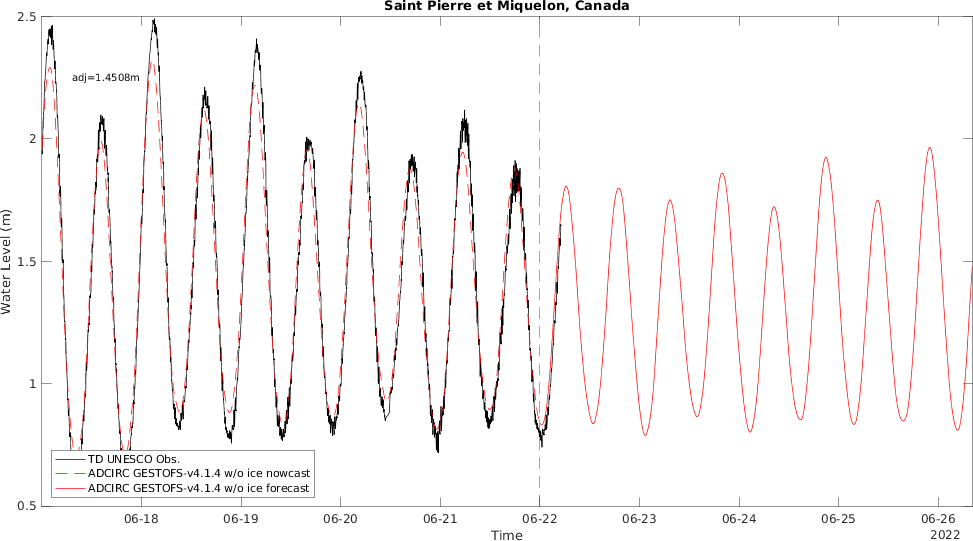 Saint Pierre et Miquelon, Canada
2.5
adj=1.4508m
2
1.5
1
0.5
Water Level (m)
TD UNESCO Obs.
ADCIRC GESTOFS-v4.1.4 w/o ice nowcast
ADCIRC GESTOFS-v4.1.4 w/o ice forecast
06-18 06-19 06-20 06-21 06-22 06-23 06-24 06-25 06-26
Time
2022